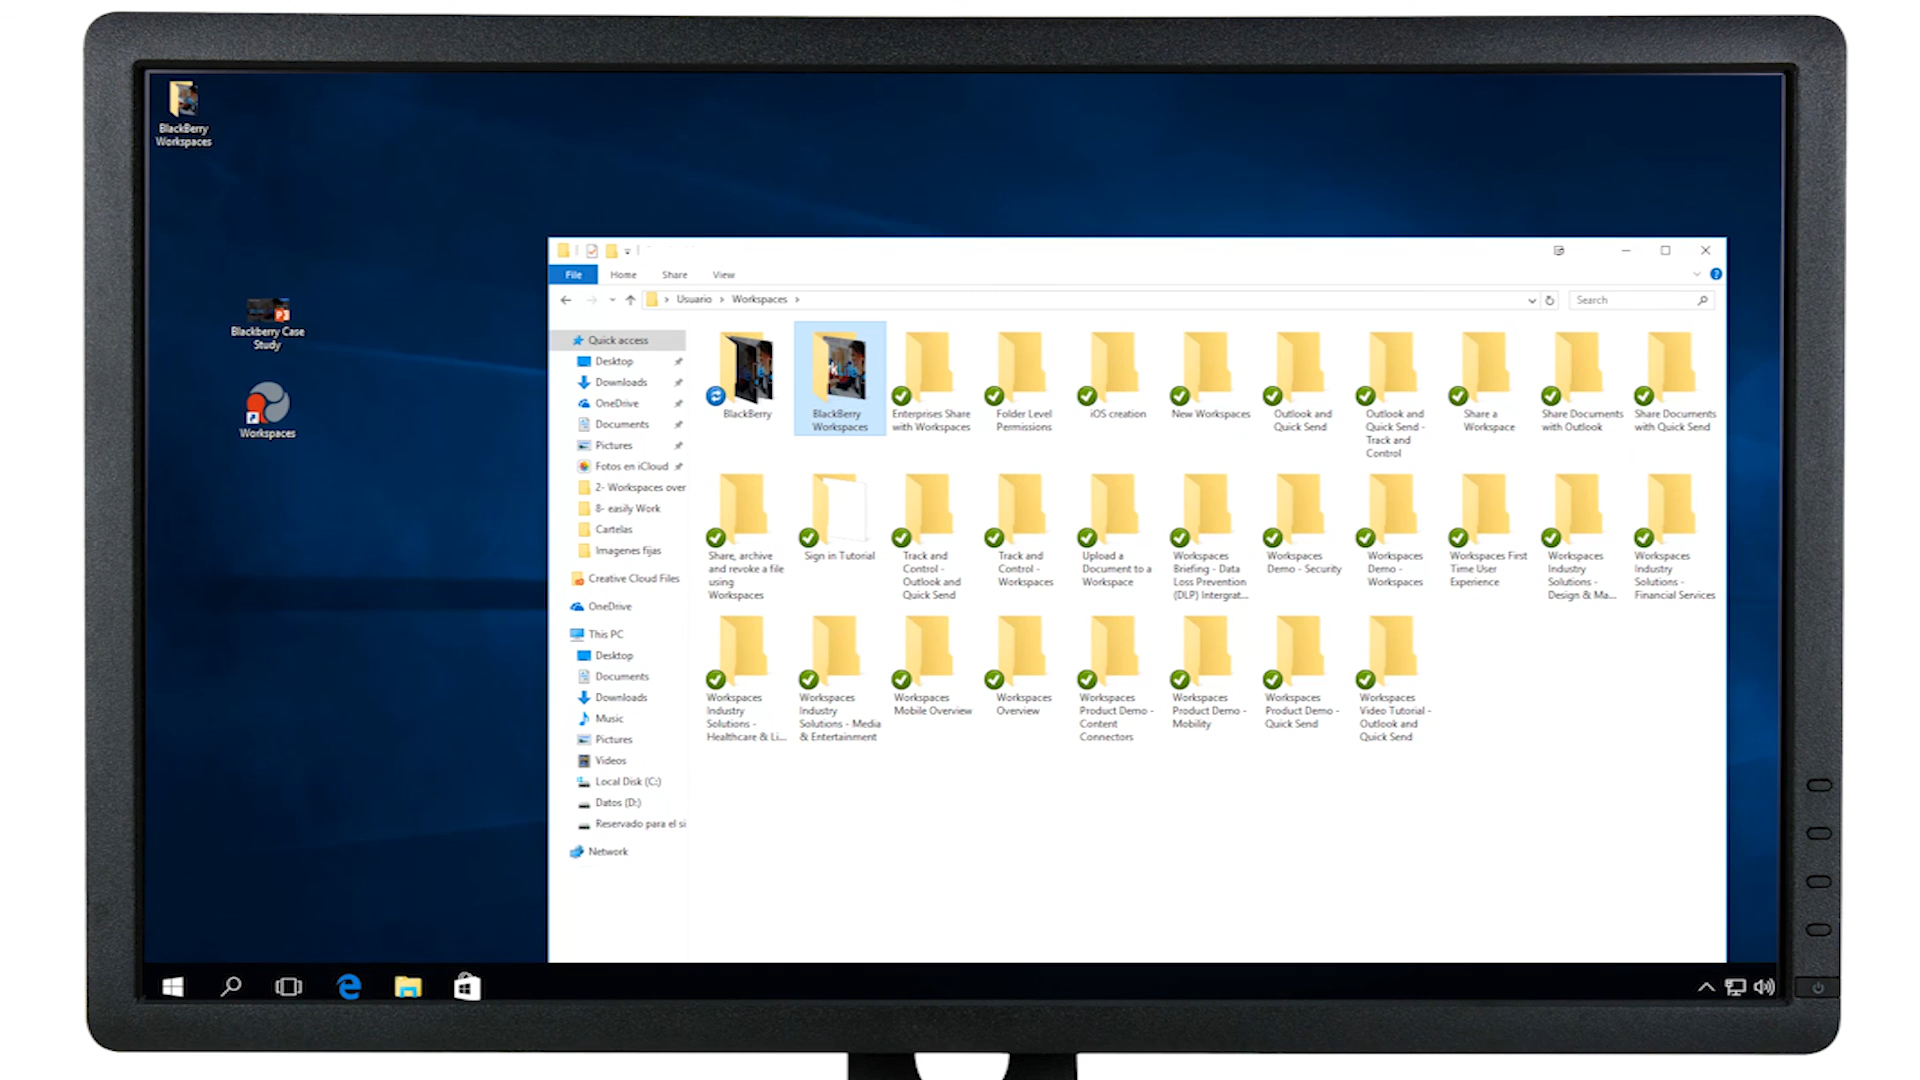 BlackBerry
Workspaces
Blackberry Case
Study
Workspaces
File Home Share View
Usuario Workspaces
Search
Quick access
Desktop
Downloads
OneDrive
Documents
Pictures
Fotos en iCloud
2- Workspaces over
8- easily Work
Cartelas
Imagenes fijas
Creative Cloud Files
OneDrive
This PC
Desktop
Documents
Downloads
Music
Pictures
Videos
Local Disk (C:)
Datos (D:)
Reservado para el si
Network
BlackBerry
BlackBerry
Workspaces
Enterprises Share
with Workspaces
Folder Level
Permissions
iOS creation
New Workspaces
Outlook and
Quick Send
Outlook and
Quick Send -
Track and
Control
Share a
Workspace
Share Documents
with Outlook
Share Documents
with Quick Send
Share, archive
and revoke a file
using
Workspaces
Sign in Tutorial
Track and
Control -
Outlook and
Quick Send
Track and
Control -
Workspaces
Upload a
Document to a
Workspace
Workspaces
Briefing - Data
Loss Prevention
(DLP) Intergrat...
Workspaces
Demo - Security
Workspaces
Demo -
Workspaces
Workspaces First
Time User
Experience
Workspaces
Industry
Solutions -
Design & Ma...
Workspaces
Industry
Solutions -
Financial Services
Workspaces
Industry
Solutions -
Healthcare & Li...
Workspaces
Industry
Solutions - Media
& Entertainment
Workspaces
Mobile Overview
Workspaces
Overview
Workspaces
Product Demo -
Content
Connectors
Workspaces
Product Demo -
Mobility
Workspaces
Product Demo -
Quick Send
Workspaces
Video Tutorial -
Outlook and
Quick Send